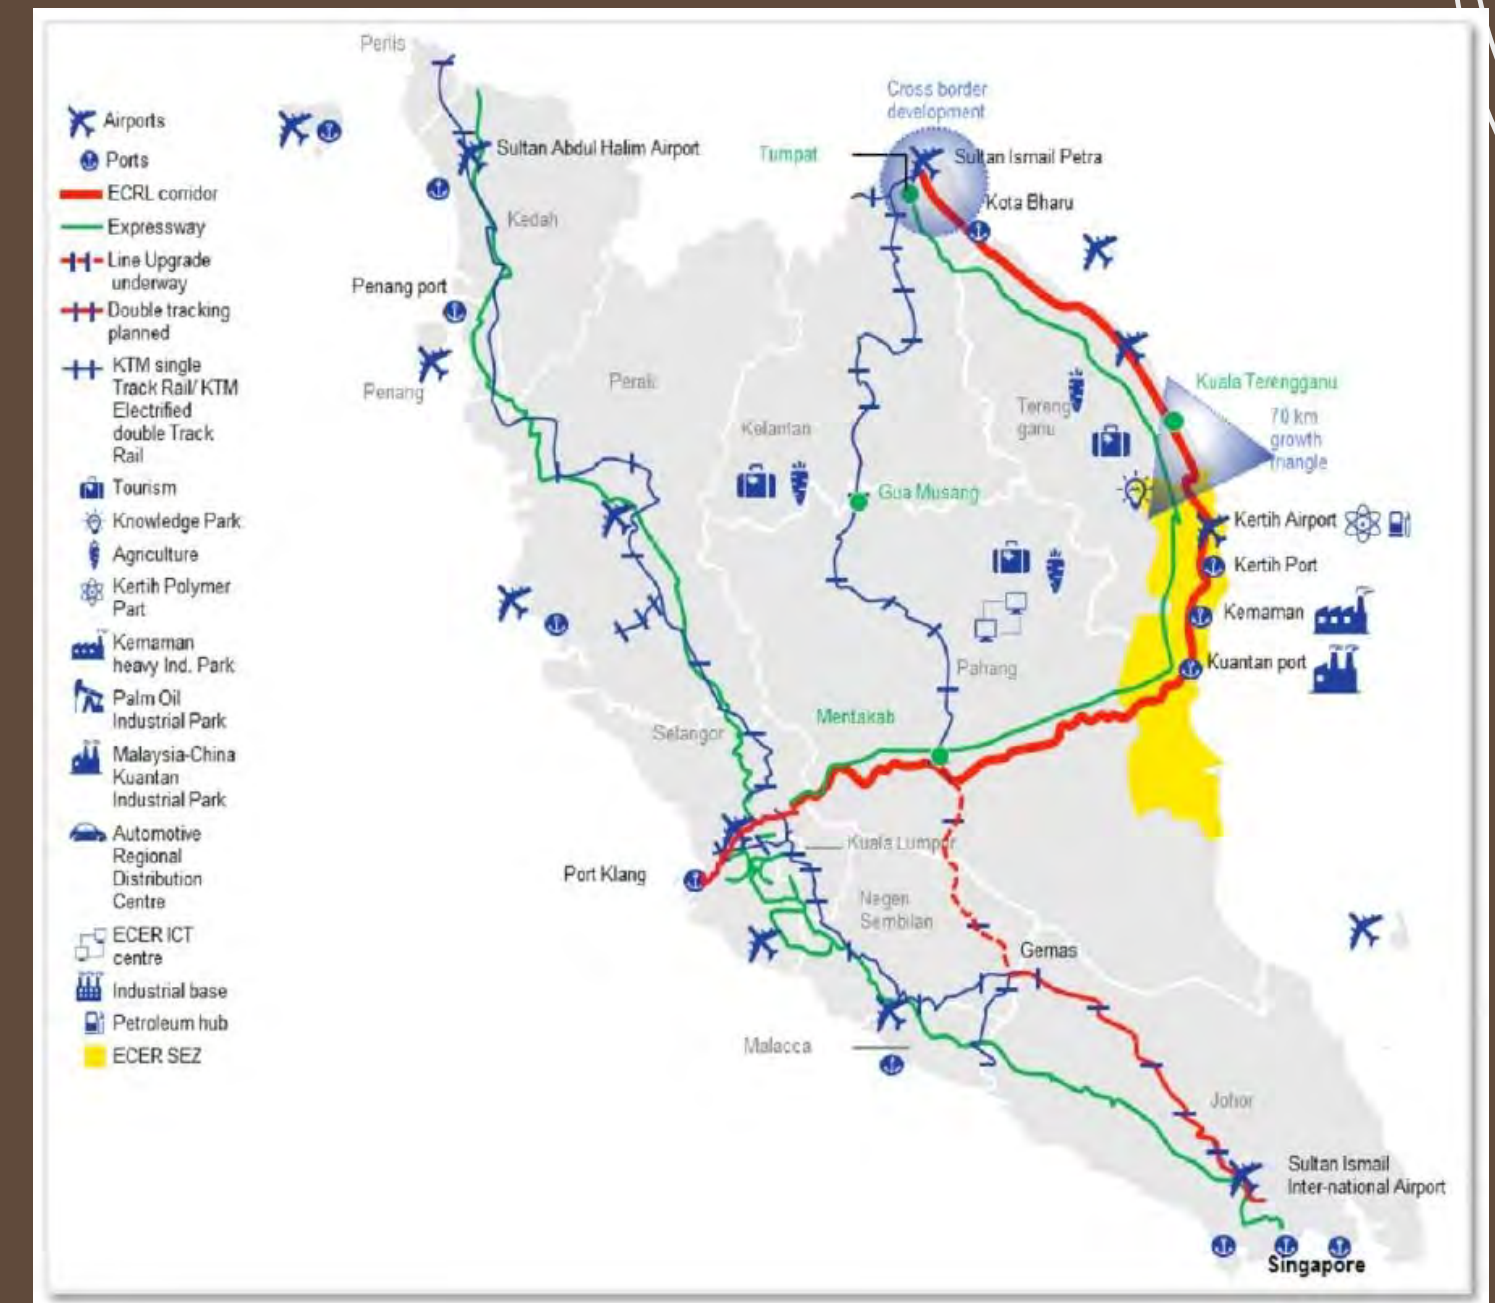 Airports
Ports
ECRL corridor
Expressway
Line Upgrade
underway
Double tracking
planned
KTM single
Track Rail/ KTM
Electrified
double Track
Rail
Tourism
Knowledge Park
Agriculture
Kertih Polymer
Part
Kemaman
heavy Ind. Park
Palm Oil
Industrial Park
Malaysia-China
Kuantan
Industrial Park
Automotive
Regional
Distribution
Centre
ECER ICT
centre
Industrial base
Petroleum hub
ECER SEZ
Perlis
Sultan Abdul Halim Airport
Kedah
Penang port
Penang
Perak
Cross border
development
Tumpat
Sultan Ismail Petra
Kota Bharu
Kelantan
Tereng
ganu
Kuala Terengganu
70 km
growth
triangle
Gua Musang
Kertih Airport
Kertih Port
Kemaman
Kuantan port
Pahang
Mentakab
Selangor
Kuala Lumpur
Port Klang
Negeri
Sembilan
Gemas
Malacca
Johor
Sultan Ismail
Inter-national Airport
Singapore